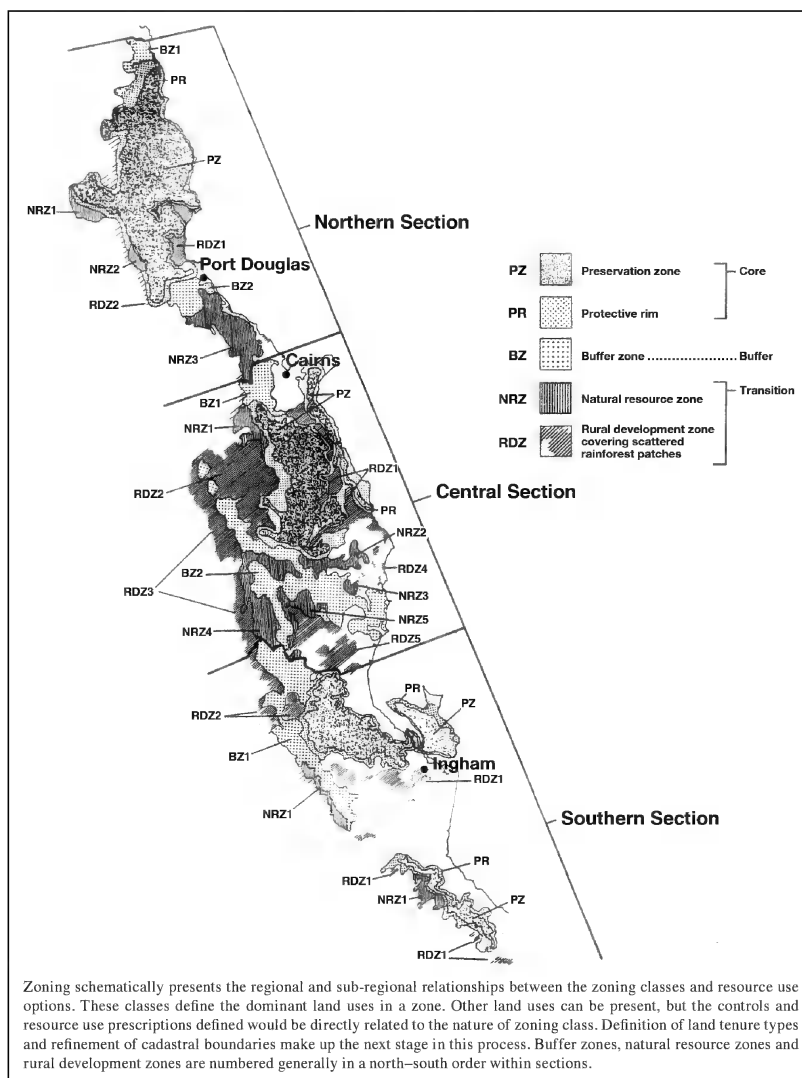 BZ1
PR
PZ
NRZ1
Northern Section
RDZ1
NRZ2
Port Douglas
BZ2
RDZ2
NRZ3
Cairns
BZ1
PZ
NRZ1
RDZ1
RDZ2
Central Section
PR
NRZ2
BZ2
RDZ4
RDZ3
NRZ3
NRZ5
NRZ4
RDZ5
PR
PZ
RDZ2
BZ1
Ingham
RDZ1
NRZ1
Southern Section
PR
RDZ1
NRZ1
PZ
RDZ1
PZ Preservation zone Core
PR Protective rim
BZ Buffer zone ........................ Buffer
NRZ Natural resource zone Transition
RDZ Rural development zone
covering scattered
rainforest patches
Zoning schematically presents the regional and sub-regional relationships between the zoning classes and resource use
options. These classes define the dominant land uses in a zone. Other land uses can be present, but the controls and
resource use prescriptions defined would be directly related to the nature of zoning class. Definition of land tenure types
and refinement of cadastral boundaries make up the next stage in this process. Buffer zones, natural resource zones and
rural development zones are numbered generally in a north–south order within sections.